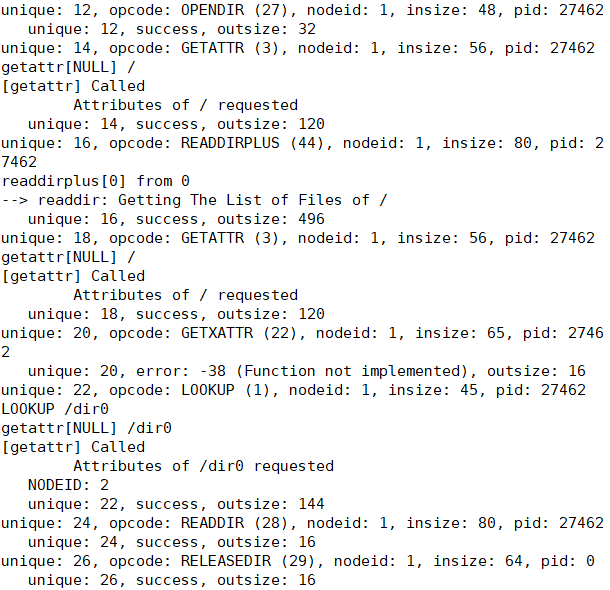 unique: 12, opcode: OPENDIR (27), nodeid: 1, insize: 48, pid: 27462
   unique: 12, success, outsize: 32
unique: 14, opcode: GETATTR (3), nodeid: 1, insize: 56, pid: 27462
getattr[NULL] /
[getattr] Called
        Attributes of / requested
   unique: 14, success, outsize: 120
unique: 16, opcode: READDIRPLUS (44), nodeid: 1, insize: 80, pid: 2
7462
readdirplus[0] from 0
--> readdir: Getting The List of Files of /
   unique: 16, success, outsize: 496
unique: 18, opcode: GETATTR (3), nodeid: 1, insize: 56, pid: 27462
getattr[NULL] /
[getattr] Called
        Attributes of / requested
   unique: 18, success, outsize: 120
unique: 20, opcode: GETXATTR (22), nodeid: 1, insize: 65, pid: 2746
2
   unique: 20, error: -38 (Function not implemented), outsize: 16
unique: 22, opcode: LOOKUP (1), nodeid: 1, insize: 45, pid: 27462
LOOKUP /dir0
getattr[NULL] /dir0
[getattr] Called
        Attributes of /dir0 requested
   NODEID: 2
   unique: 22, success, outsize: 144
unique: 24, opcode: READDIR (28), nodeid: 1, insize: 80, pid: 27462
   unique: 24, success, outsize: 16
unique: 26, opcode: RELEASEDIR (29), nodeid: 1, insize: 64, pid: 0
   unique: 26, success, outsize: 16